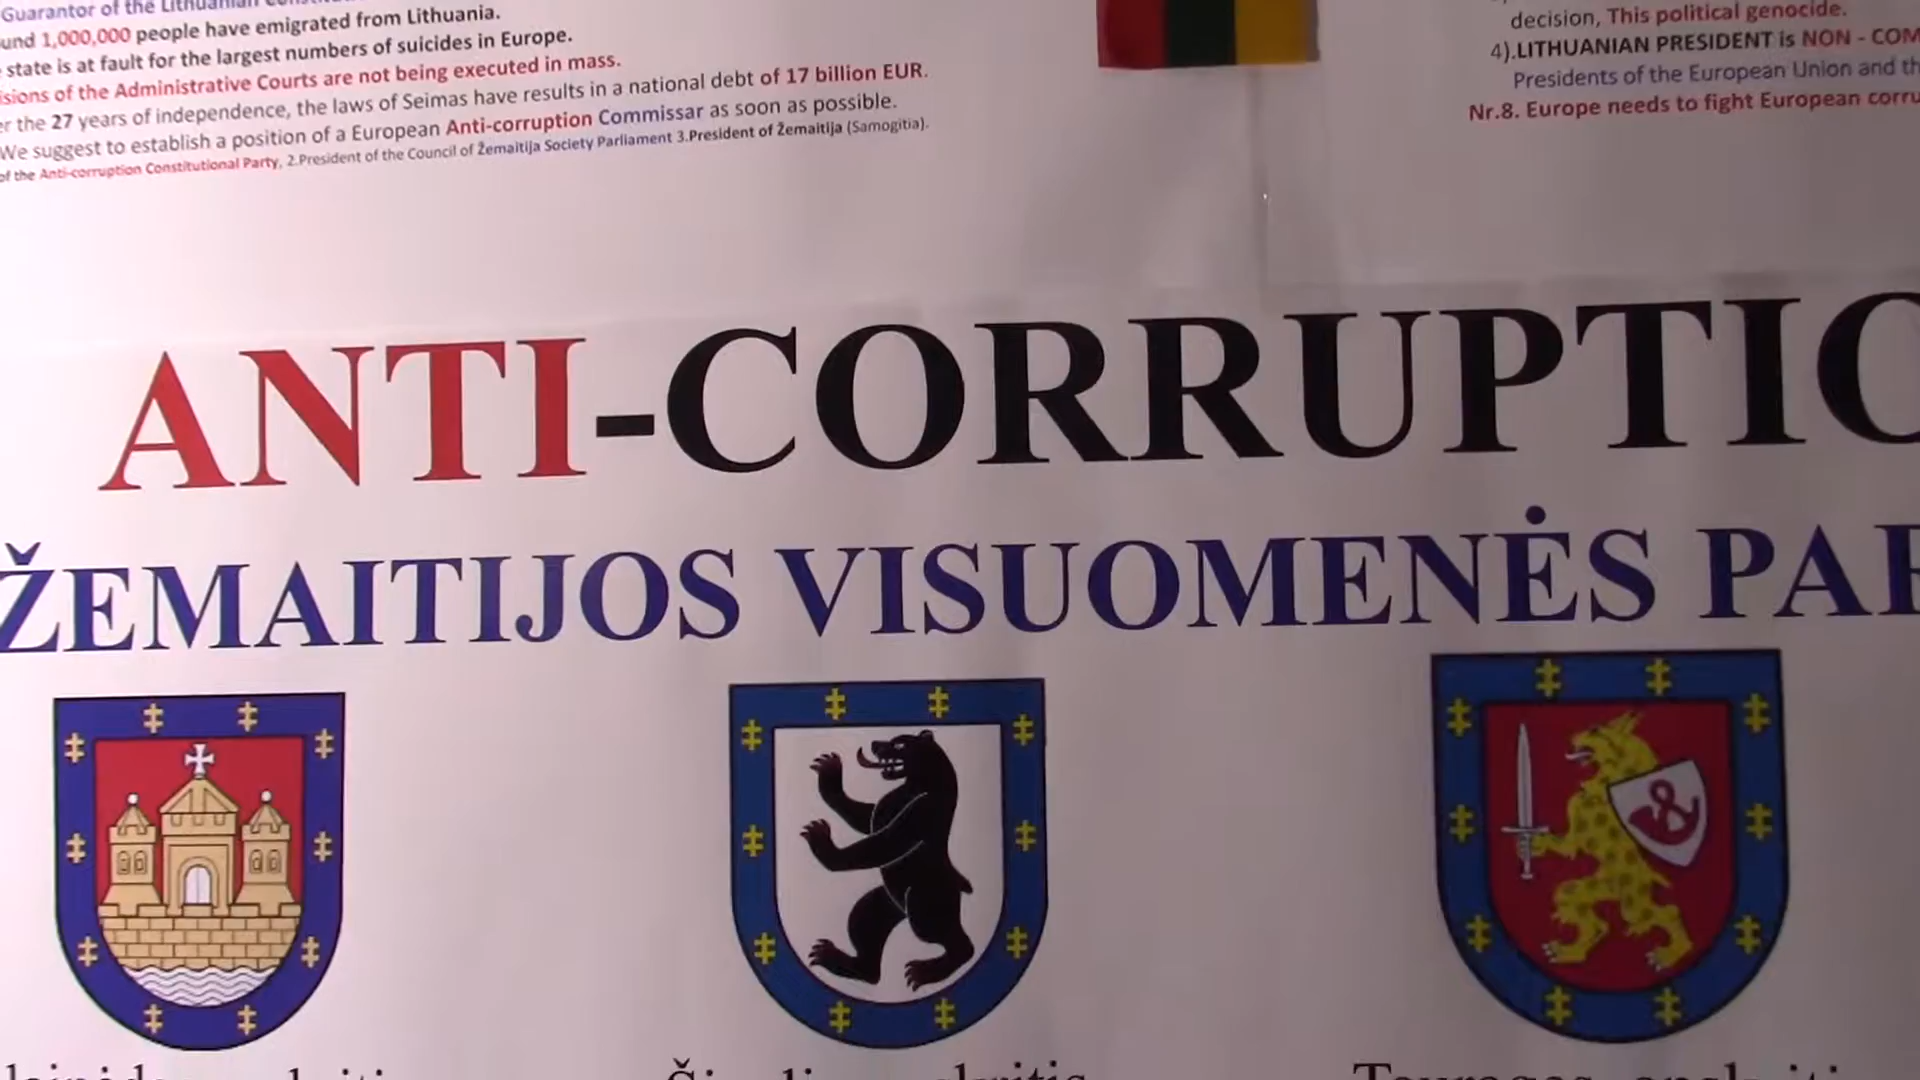 Guarantor of the Lithuanian
1,000,000 people have emigrated from Lithuania.
state is at fault for the largest numbers of suicides in Europe.
of the Administrative Courts are not being executed in mass.
the 27 years of independence, the laws of Seimas have results in a national debt of 17 billion EUR.
We suggest to establish a position of a European Anti-corruption Commissar as soon as possible.
of the Anti-corruption Constitutional Party, 2.President of the Council of Žemaitija Society Parliament 3.President of Žemaitija (Samogitia).
decision, This political genocide.
4).LITHUANIAN PRESIDENT is NON - COM
Presidents of the European Union and th
Nr.8. Europe needs to fight European corru
ANTI-CORRUPTIO
ŽEMAITIJOS VISUOMENĖS PAR